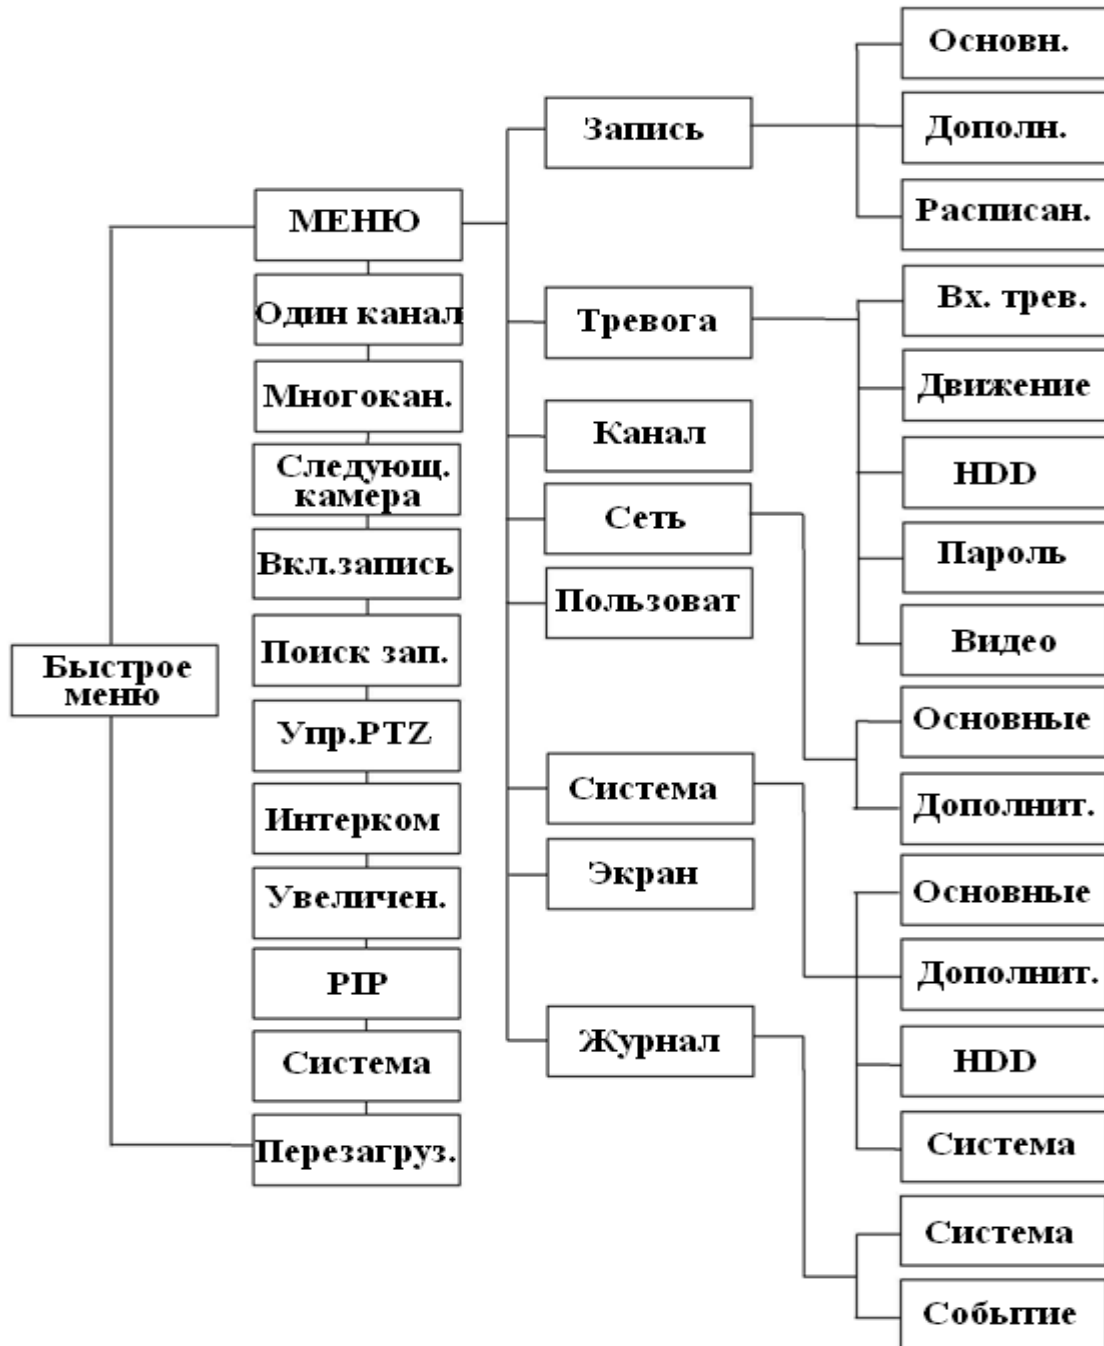 Быстрое
меню
МЕНЮ
Один канал
Многокан.
Следующ.
камера
Вкл.запись
Поиск зап.
Упр.PTZ
Интерком
Увеличен.
PIP
Система
Перезагруз.
Запись
Тревога
Канал
Сеть
Пользоват
Система
Экран
Журнал
Основн.
Дополн.
Расписан.
Вх. трев.
Движение
HDD
Пароль
Видео
Основные
Дополнит.
Основные
Дополнит.
HDD
Система
Система
Событие